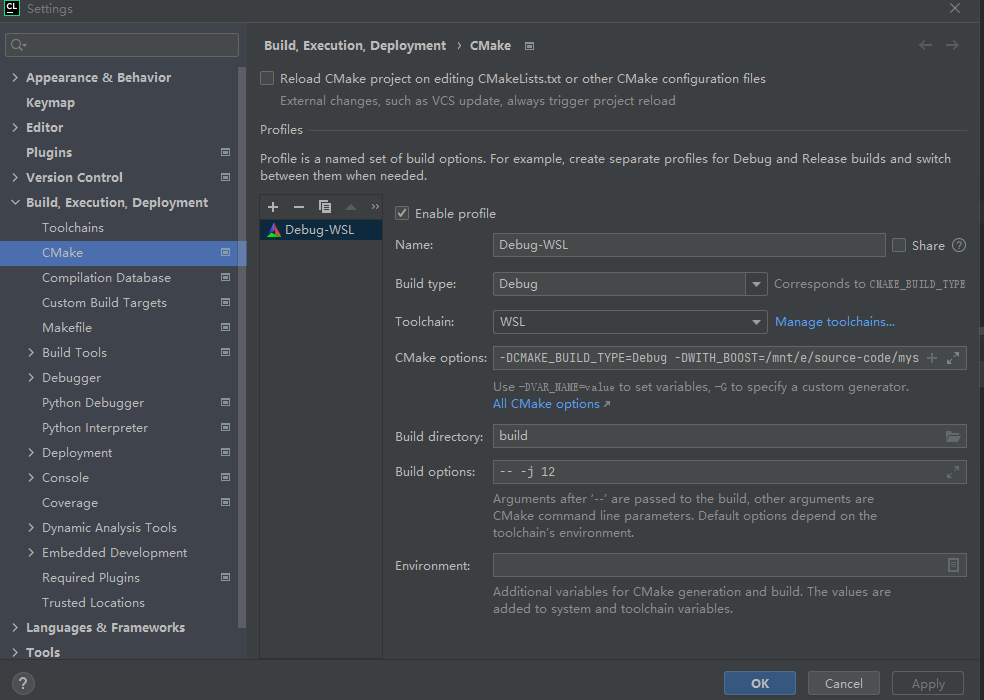 CL
Settings
Appearance & Behavior
Keymap
Editor
Plugins
Version Control
Build, Execution, Deployment
Toolchains
CMake
Compilation Database
Custom Build Targets
Makefile
Build Tools
Debugger
Python Debugger
Python Interpreter
Deployment
Console
Coverage
Dynamic Analysis Tools
Embedded Development
Required Plugins
Trusted Locations
Languages & Frameworks
Tools
Build, Execution, Deployment › CMake
Reload CMake project on editing CMakeLists.txt or other CMake configuration files
External changes, such as VCS update, always trigger project reload
Profiles
Profile is a named set of build options. For example, create separate profiles for Debug and Release builds and switch
between them when needed.
Debug-WSL
Enable profile
Name: Debug-WSL Share ?
Build type: Debug Corresponds to CMAKE_BUILD_TYPE
Toolchain: WSL Manage toolchains...
CMake options: -DCMAKE_BUILD_TYPE=Debug -DWITH_BOOST=/mnt/e/source-code/mys
Use -DVAR_NAME=value to set variables, -G to specify a custom generator.
All CMake options ↗
Build directory: build
Build options: -- -j 12
Arguments after '--' are passed to the build, other arguments are
CMake command line parameters. Default options depend on the
toolchain's environment.
Environment:
Additional variables for CMake generation and build. The values are
added to system and toolchain variables.
? OK Cancel Apply